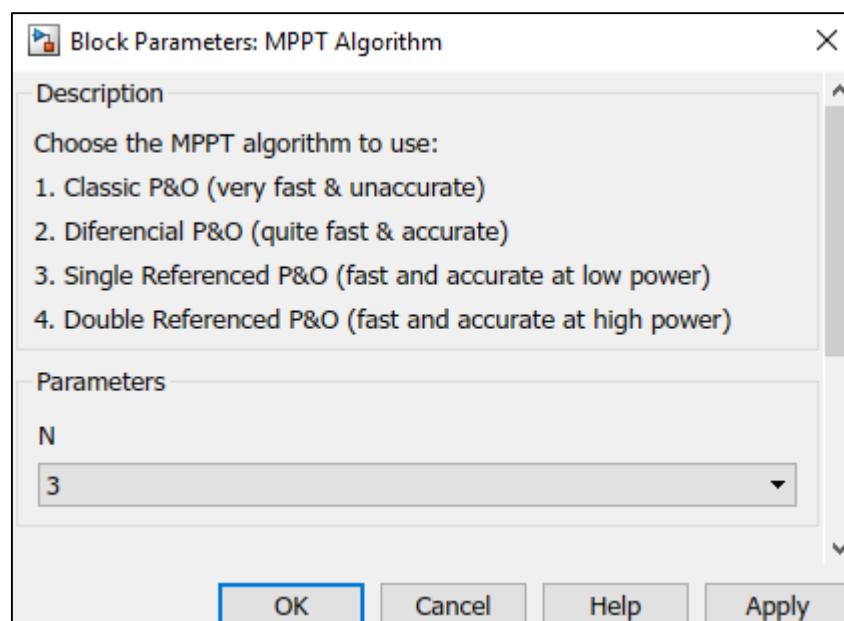 Block Parameters: MPPT Algorithm
Description
Choose the MPPT algorithm to use:
1. Classic P&O (very fast & unaccurate)
2. Diferencial P&O (quite fast & accurate)
3. Single Referenced P&O (fast and accurate at low power)
4. Double Referenced P&O (fast and accurate at high power)
Parameters
N
3
OK Cancel Help Apply